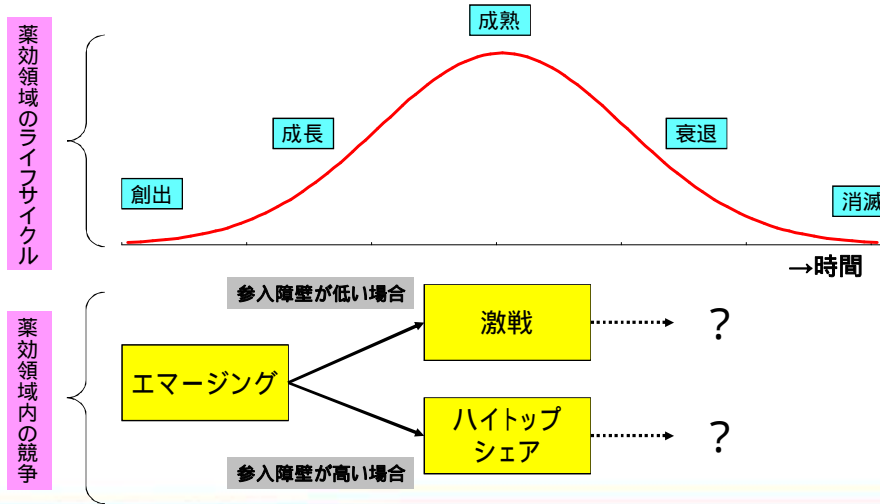 薬効領域のライフサイクル
成熟
成長
衰退
創出
消滅
→時間
薬効領域内の競争
参入障壁が低い場合
激戦
?
エマージング
ハイトップ
シェア
?
参入障壁が高い場合